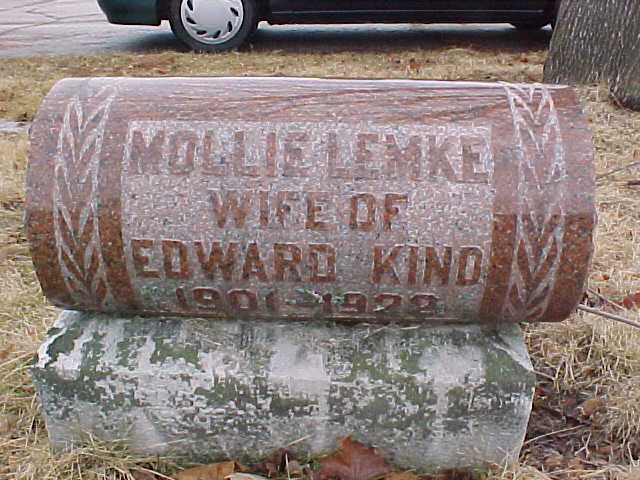 MOLLIE LEMKE
WIFE OF
EDWARD KIND
1901-1922